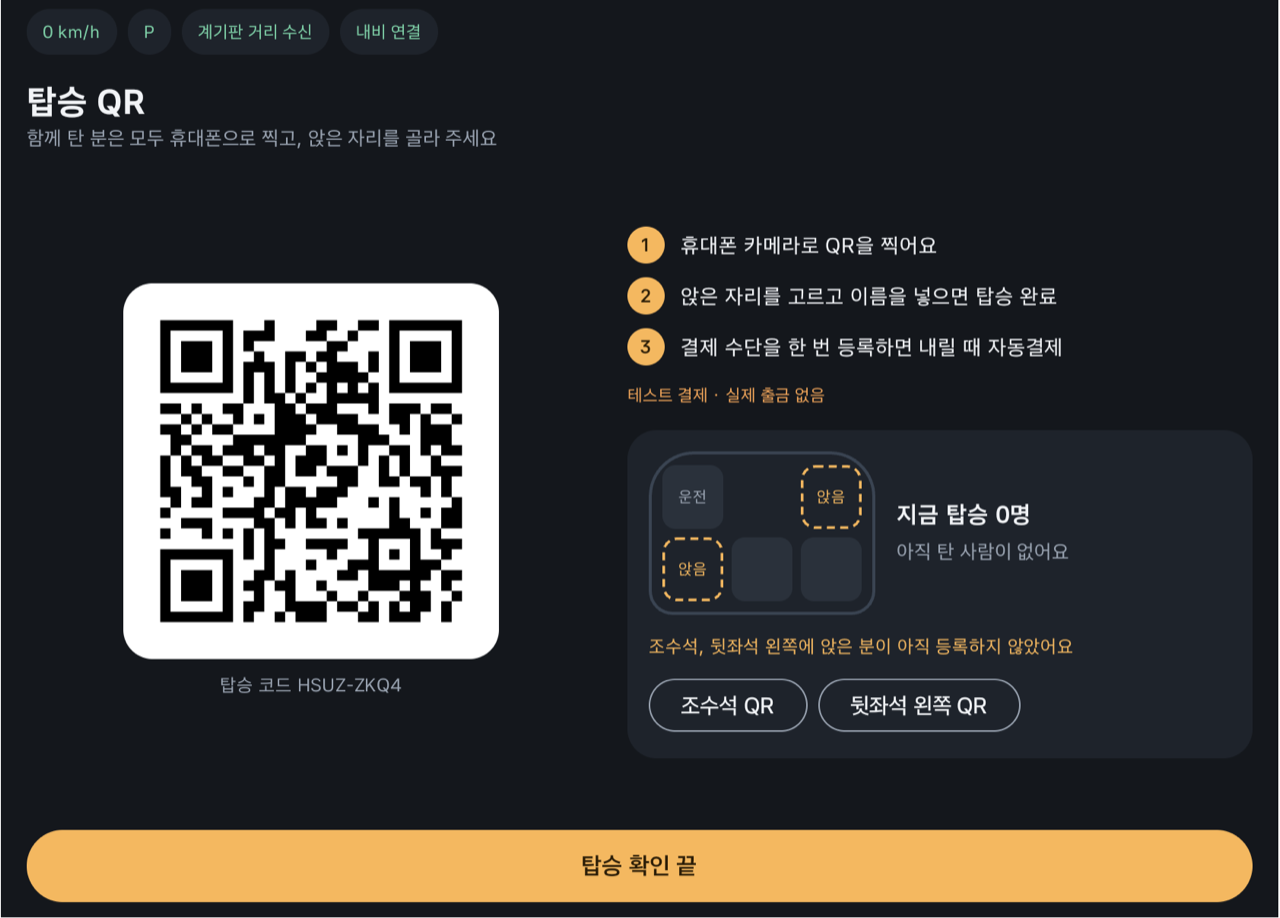 0 km/h P 계기판 거리 수신 내비 연결
탑승 QR
함께 탄 분은 모두 휴대폰으로 찍고, 앉은 자리를 골라 주세요
1 휴대폰 카메라로 QR을 찍어요
2 앉은 자리를 고르고 이름을 넣으면 탑승 완료
3 결제 수단을 한 번 등록하면 내릴 때 자동결제
테스트 결제 · 실제 출금 없음
운전 앉음
앉음
지금 탑승 0명
아직 탄 사람이 없어요
조수석, 뒷좌석 왼쪽에 앉은 분이 아직 등록하지 않았어요
조수석 QR 뒷좌석 왼쪽 QR
탑승 코드 HSUZ-ZKQ4
탑승 확인 끝